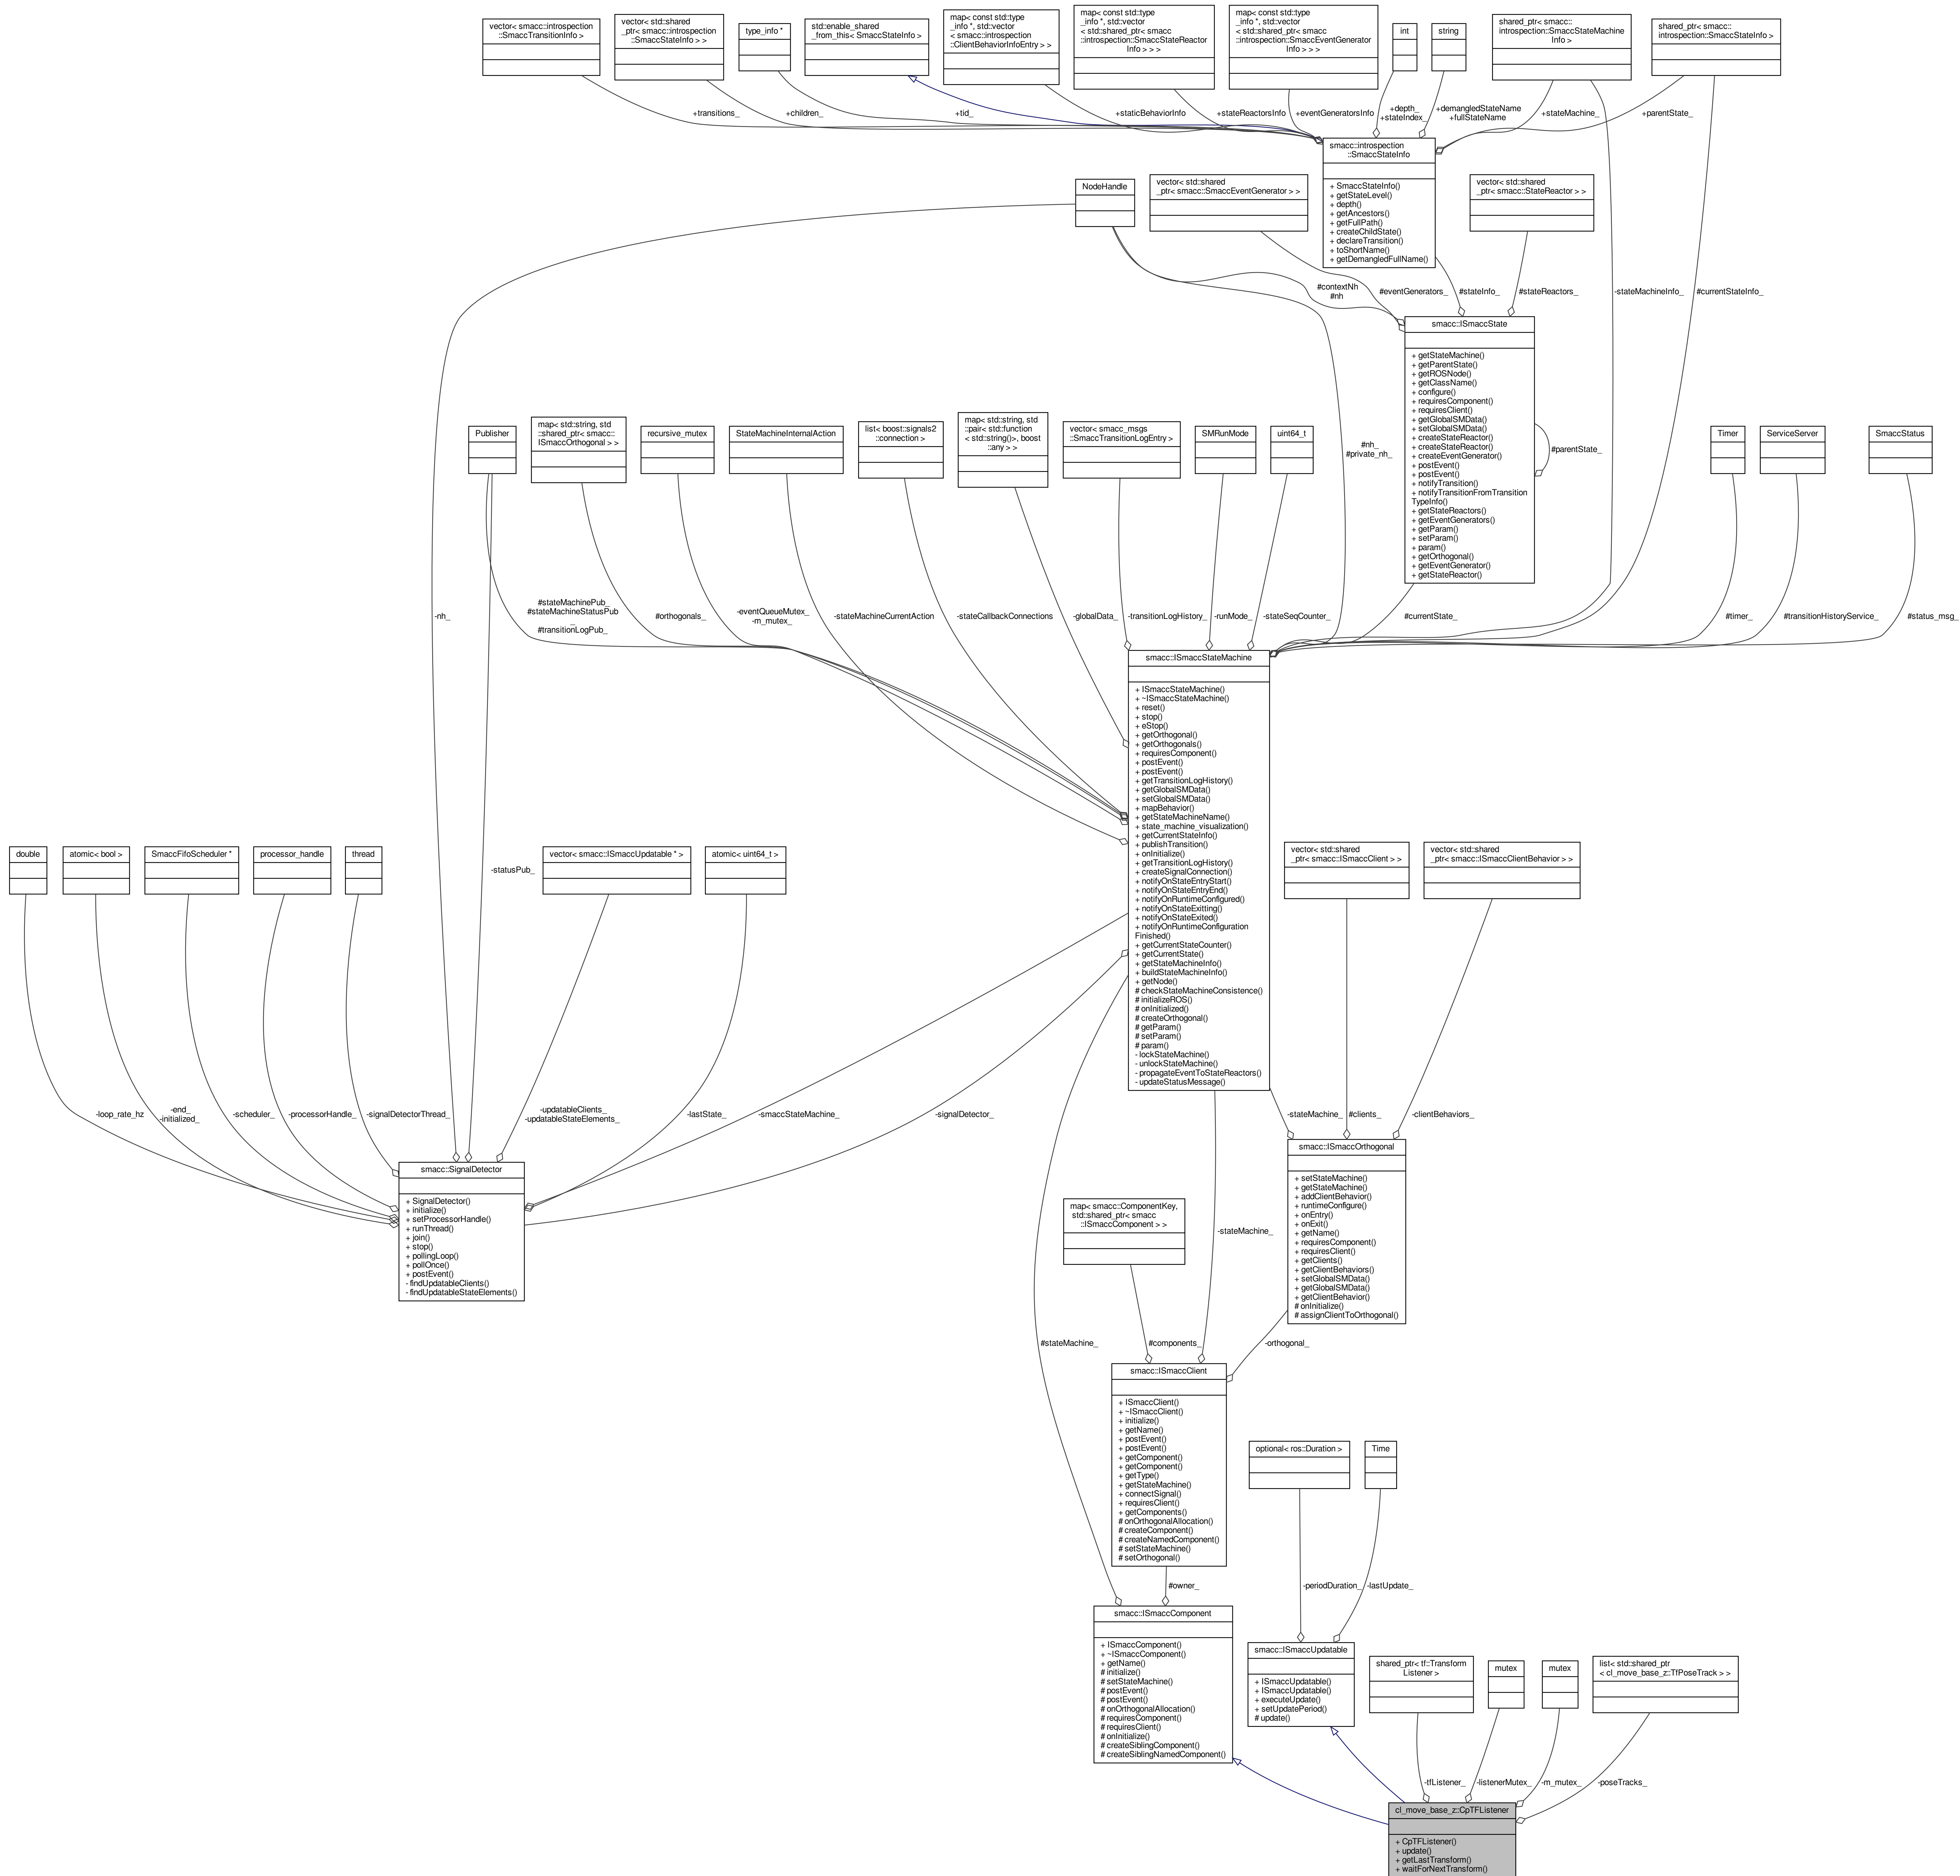 vector< smacc::introspection
::SmaccTransitionInfo >
vector< std::shared
_ptr< smacc::introspection
::SmaccStateInfo > >
type_info *
std::enable_shared
_from_this< SmaccStateInfo >
map< const std::type
_info *, std::vector
< smacc::introspection
::ClientBehaviorInfoEntry > >
map< const std::type
_info *, std::vector
< std::shared_ptr< smacc
::introspection::SmaccStateReactor
Info > > >
map< const std::type
_info *, std::vector
< std::shared_ptr< smacc
::introspection::SmaccEventGenerator
Info > > >
int
string
shared_ptr< smacc::
introspection::SmaccStateMachine
Info >
shared_ptr< smacc::
introspection::SmaccStateInfo >
+transitions_
+children_
+tid_
+staticBehaviorInfo
+stateReactorsInfo
+eventGeneratorsInfo
+depth_
+stateIndex_
+demangledStateName
+fullStateName
+stateMachine_
+parentState_
smacc::introspection
::SmaccStateInfo
+ SmaccStateInfo()
+ getStateLevel()
+ depth()
+ getAncestors()
+ getFullPath()
+ createChildState()
+ declareTransition()
+ toShortName()
+ getDemangledFullName()
NodeHandle
vector< std::shared
_ptr< smacc::SmaccEventGenerator > >
vector< std::shared
_ptr< smacc::StateReactor > >
#contextNh
#nh
#eventGenerators_
#stateInfo_
#stateReactors_
-stateMachineInfo_
#currentStateInfo_
smacc::ISmaccState
+ getStateMachine()
+ getParentState()
+ getROSNode()
+ getClassName()
+ configure()
+ requiresComponent()
+ requiresClient()
+ getGlobalSMData()
+ setGlobalSMData()
+ createStateReactor()
+ createStateReactor()
+ createEventGenerator()
+ postEvent()
+ postEvent()
+ notifyTransition()
+ notifyTransitionFromTransition
TypeInfo()
+ getStateReactors()
+ getEventGenerators()
+ getParam()
+ setParam()
+ param()
+ getOrthogonal()
+ getEventGenerator()
+ getStateReactor()
#parentState_
Publisher
map< std::string, std
::shared_ptr< smacc::
ISmaccOrthogonal > >
recursive_mutex
StateMachineInternalAction
list< boost::signals2
::connection >
map< std::string, std
::pair< std::function
< std::string()>, boost
::any > >
vector< smacc_msgs
::SmaccTransitionLogEntry >
SMRunMode
uint64_t
#nh_
#private_nh_
Timer
ServiceServer
SmaccStatus
-nh_
#stateMachinePub_
#stateMachineStatusPub
_
#transitionLogPub_
#orthogonals_
-eventQueueMutex_
-m_mutex_
-stateMachineCurrentAction
-stateCallbackConnections
-globalData_
-transitionLogHistory_
-runMode_
-stateSeqCounter_
#currentState_
#timer_
#transitionHistoryService_
#status_msg_
smacc::ISmaccStateMachine
+ ISmaccStateMachine()
+ ~ISmaccStateMachine()
+ reset()
+ stop()
+ eStop()
+ getOrthogonal()
+ getOrthogonals()
+ requiresComponent()
+ postEvent()
+ postEvent()
+ getTransitionLogHistory()
+ getGlobalSMData()
+ setGlobalSMData()
+ mapBehavior()
+ getStateMachineName()
+ state_machine_visualization()
+ getCurrentStateInfo()
+ publishTransition()
+ onInitialize()
+ getTransitionLogHistory()
+ createSignalConnection()
+ notifyOnStateEntryStart()
+ notifyOnStateEntryEnd()
+ notifyOnRuntimeConfigured()
+ notifyOnStateExitting()
+ notifyOnStateExited()
+ notifyOnRuntimeConfiguration
Finished()
+ getCurrentStateCounter()
+ getCurrentState()
+ getStateMachineInfo()
+ buildStateMachineInfo()
+ getNode()
# checkStateMachineConsistence()
# initializeROS()
# onInitialized()
# createOrthogonal()
# getParam()
# setParam()
# param()
- lockStateMachine()
- unlockStateMachine()
- propagateEventToStateReactors()
- updateStatusMessage()
double
atomic< bool >
SmaccFifoScheduler *
processor_handle
thread
-statusPub_
vector< smacc::ISmaccUpdatable * >
atomic< uint64_t >
vector< std::shared
_ptr< smacc::ISmaccClient > >
vector< std::shared
_ptr< smacc::ISmaccClientBehavior > >
-loop_rate_hz
-end_
-initialized_
-scheduler_
-processorHandle_
-signalDetectorThread_
-updatableClients_
-updatableStateElements_
-lastState_
-smaccStateMachine_
-signalDetector_
-stateMachine_
#clients_
-clientBehaviors_
smacc::SignalDetector
+ SignalDetector()
+ initialize()
+ setProcessorHandle()
+ runThread()
+ join()
+ stop()
+ pollingLoop()
+ pollOnce()
+ postEvent()
- findUpdatableClients()
- findUpdatableStateElements()
smacc::ISmaccOrthogonal
+ setStateMachine()
+ getStateMachine()
+ addClientBehavior()
+ runtimeConfigure()
+ onEntry()
+ onExit()
+ getName()
+ requiresComponent()
+ requiresClient()
+ getClients()
+ getClientBehaviors()
+ setGlobalSMData()
+ getGlobalSMData()
+ getClientBehavior()
# onInitialize()
# assignClientToOrthogonal()
map< smacc::ComponentKey,
std::shared_ptr< smacc
::ISmaccComponent > >
-stateMachine_
#stateMachine_
#components_
-orthogonal_
smacc::ISmaccClient
+ ISmaccClient()
+ ~ISmaccClient()
+ initialize()
+ getName()
+ postEvent()
+ postEvent()
+ getComponent()
+ getComponent()
+ getType()
+ getStateMachine()
+ connectSignal()
+ requiresClient()
+ getComponents()
# onOrthogonalAllocation()
# createComponent()
# createNamedComponent()
# setStateMachine()
# setOrthogonal()
optional< ros::Duration >
Time
#owner_
-periodDuration_
-lastUpdate_
smacc::ISmaccComponent
+ ISmaccComponent()
+ ~ISmaccComponent()
+ getName()
# initialize()
# setStateMachine()
# postEvent()
# postEvent()
# onOrthogonalAllocation()
# requiresComponent()
# requiresClient()
# onInitialize()
# createSiblingComponent()
# createSiblingNamedComponent()
smacc::ISmaccUpdatable
+ ISmaccUpdatable()
+ ISmaccUpdatable()
+ executeUpdate()
+ setUpdatePeriod()
# update()
shared_ptr< tf::Transform
Listener >
mutex
mutex
list< std::shared_ptr
< cl_move_base_z::TfPoseTrack > >
-tfListener_
-listenerMutex_
-m_mutex_
-poseTracks_
cl_move_base_z::CpTFListener
+ CpTFListener()
+ update()
+ getLastTransform()
+ waitForNextTransform()